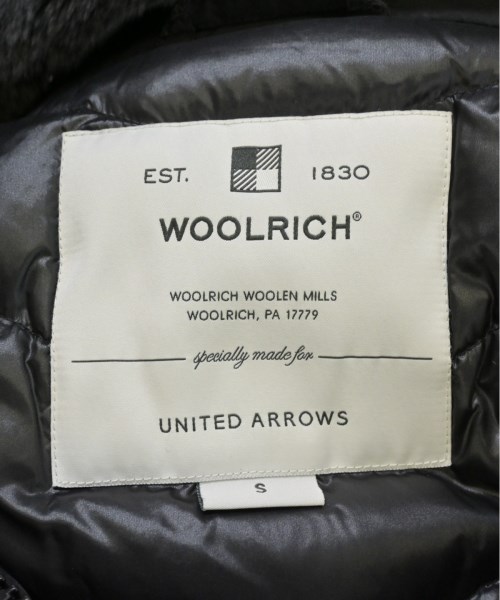 EST. 1830
WOOLRICH®
WOOLRICH WOOLEN MILLS
WOOLRICH, PA 17779
specially made for
UNITED ARROWS
S